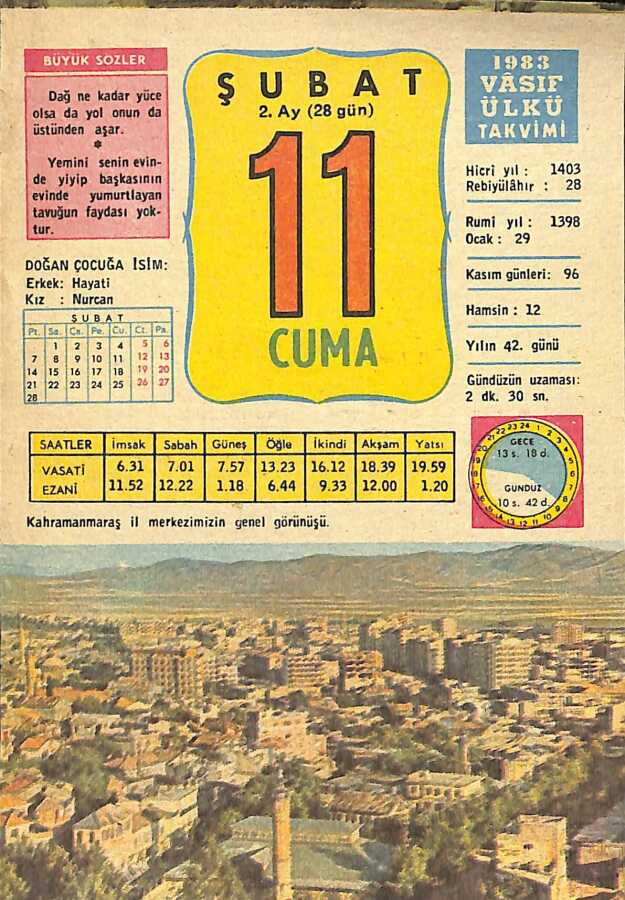 BÜYÜK SÖZLER
Dağ ne kadar yüce
olsa da yol onun da
üstünden aşar.
*
Yemini senin evin-
de yiyip başkasının
evinde yumurtlayan
tavuğun faydası yok-
tur.
DOĞAN ÇOCUĞA İSİM:
Erkek: Hayati
Kız : Nurcan
ŞUBAT
Pt. Sa. Ça. Pe. Cu. Ct. Pa.
1 2 3 4 5 6
7 8 9 10 11 12 13
14 15 16 17 18 19 20
21 22 23 24 25 26 27
28
ŞUBAT
2. Ay (28 gün)
11
CUMA
1983
VÂSIF
ÜLKÜ
TAKVİMİ
Hicrî yıl : 1403
Rebiyülâhır : 28
Rumi yıl : 1398
Ocak : 29
Kasım günleri: 96
Hamsin : 12
Yılın 42. günü
Gündüzün uzaması:
2 dk. 30 sn.
SAATLER İmsak Sabah Güneş Öğle İkindi Akşam Yatsı
VASATİ 6.31 7.01 7.57 13.23 16.12 18.39 19.59
EZANİ 11.52 12.22 1.18 6.44 9.33 12.00 1.20
GECE
13 s. 18 d.
GÜNDÜZ
10 s. 42 d.
Kahramanmaraş il merkezimizin genel görünüşü.